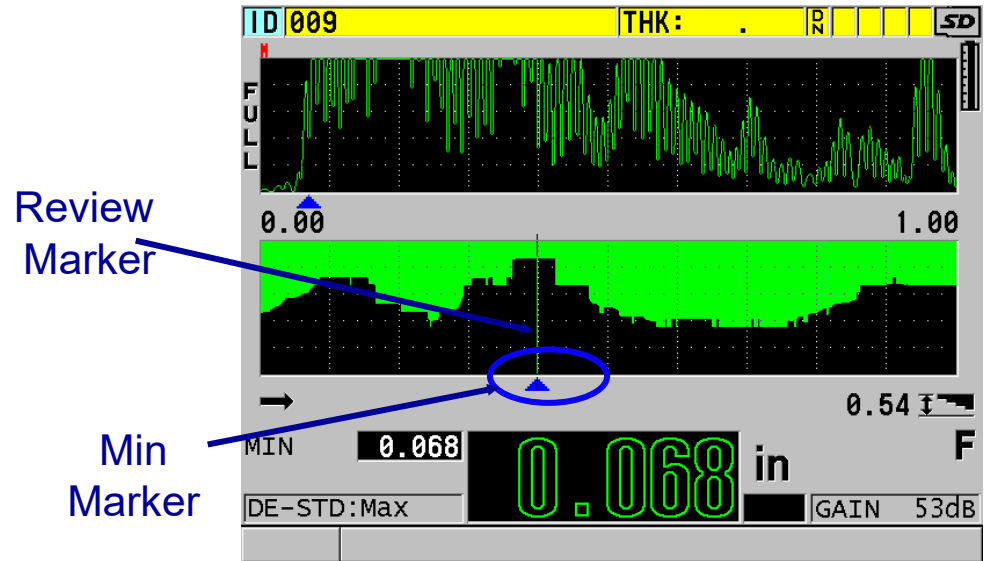 ID 009 THK: . DN SD
M
FULL
Review
Marker
0.00 1.00
0.54
Min
Marker
MIN 0.068 0.068 in F
DE-STD:Max GAIN 53dB